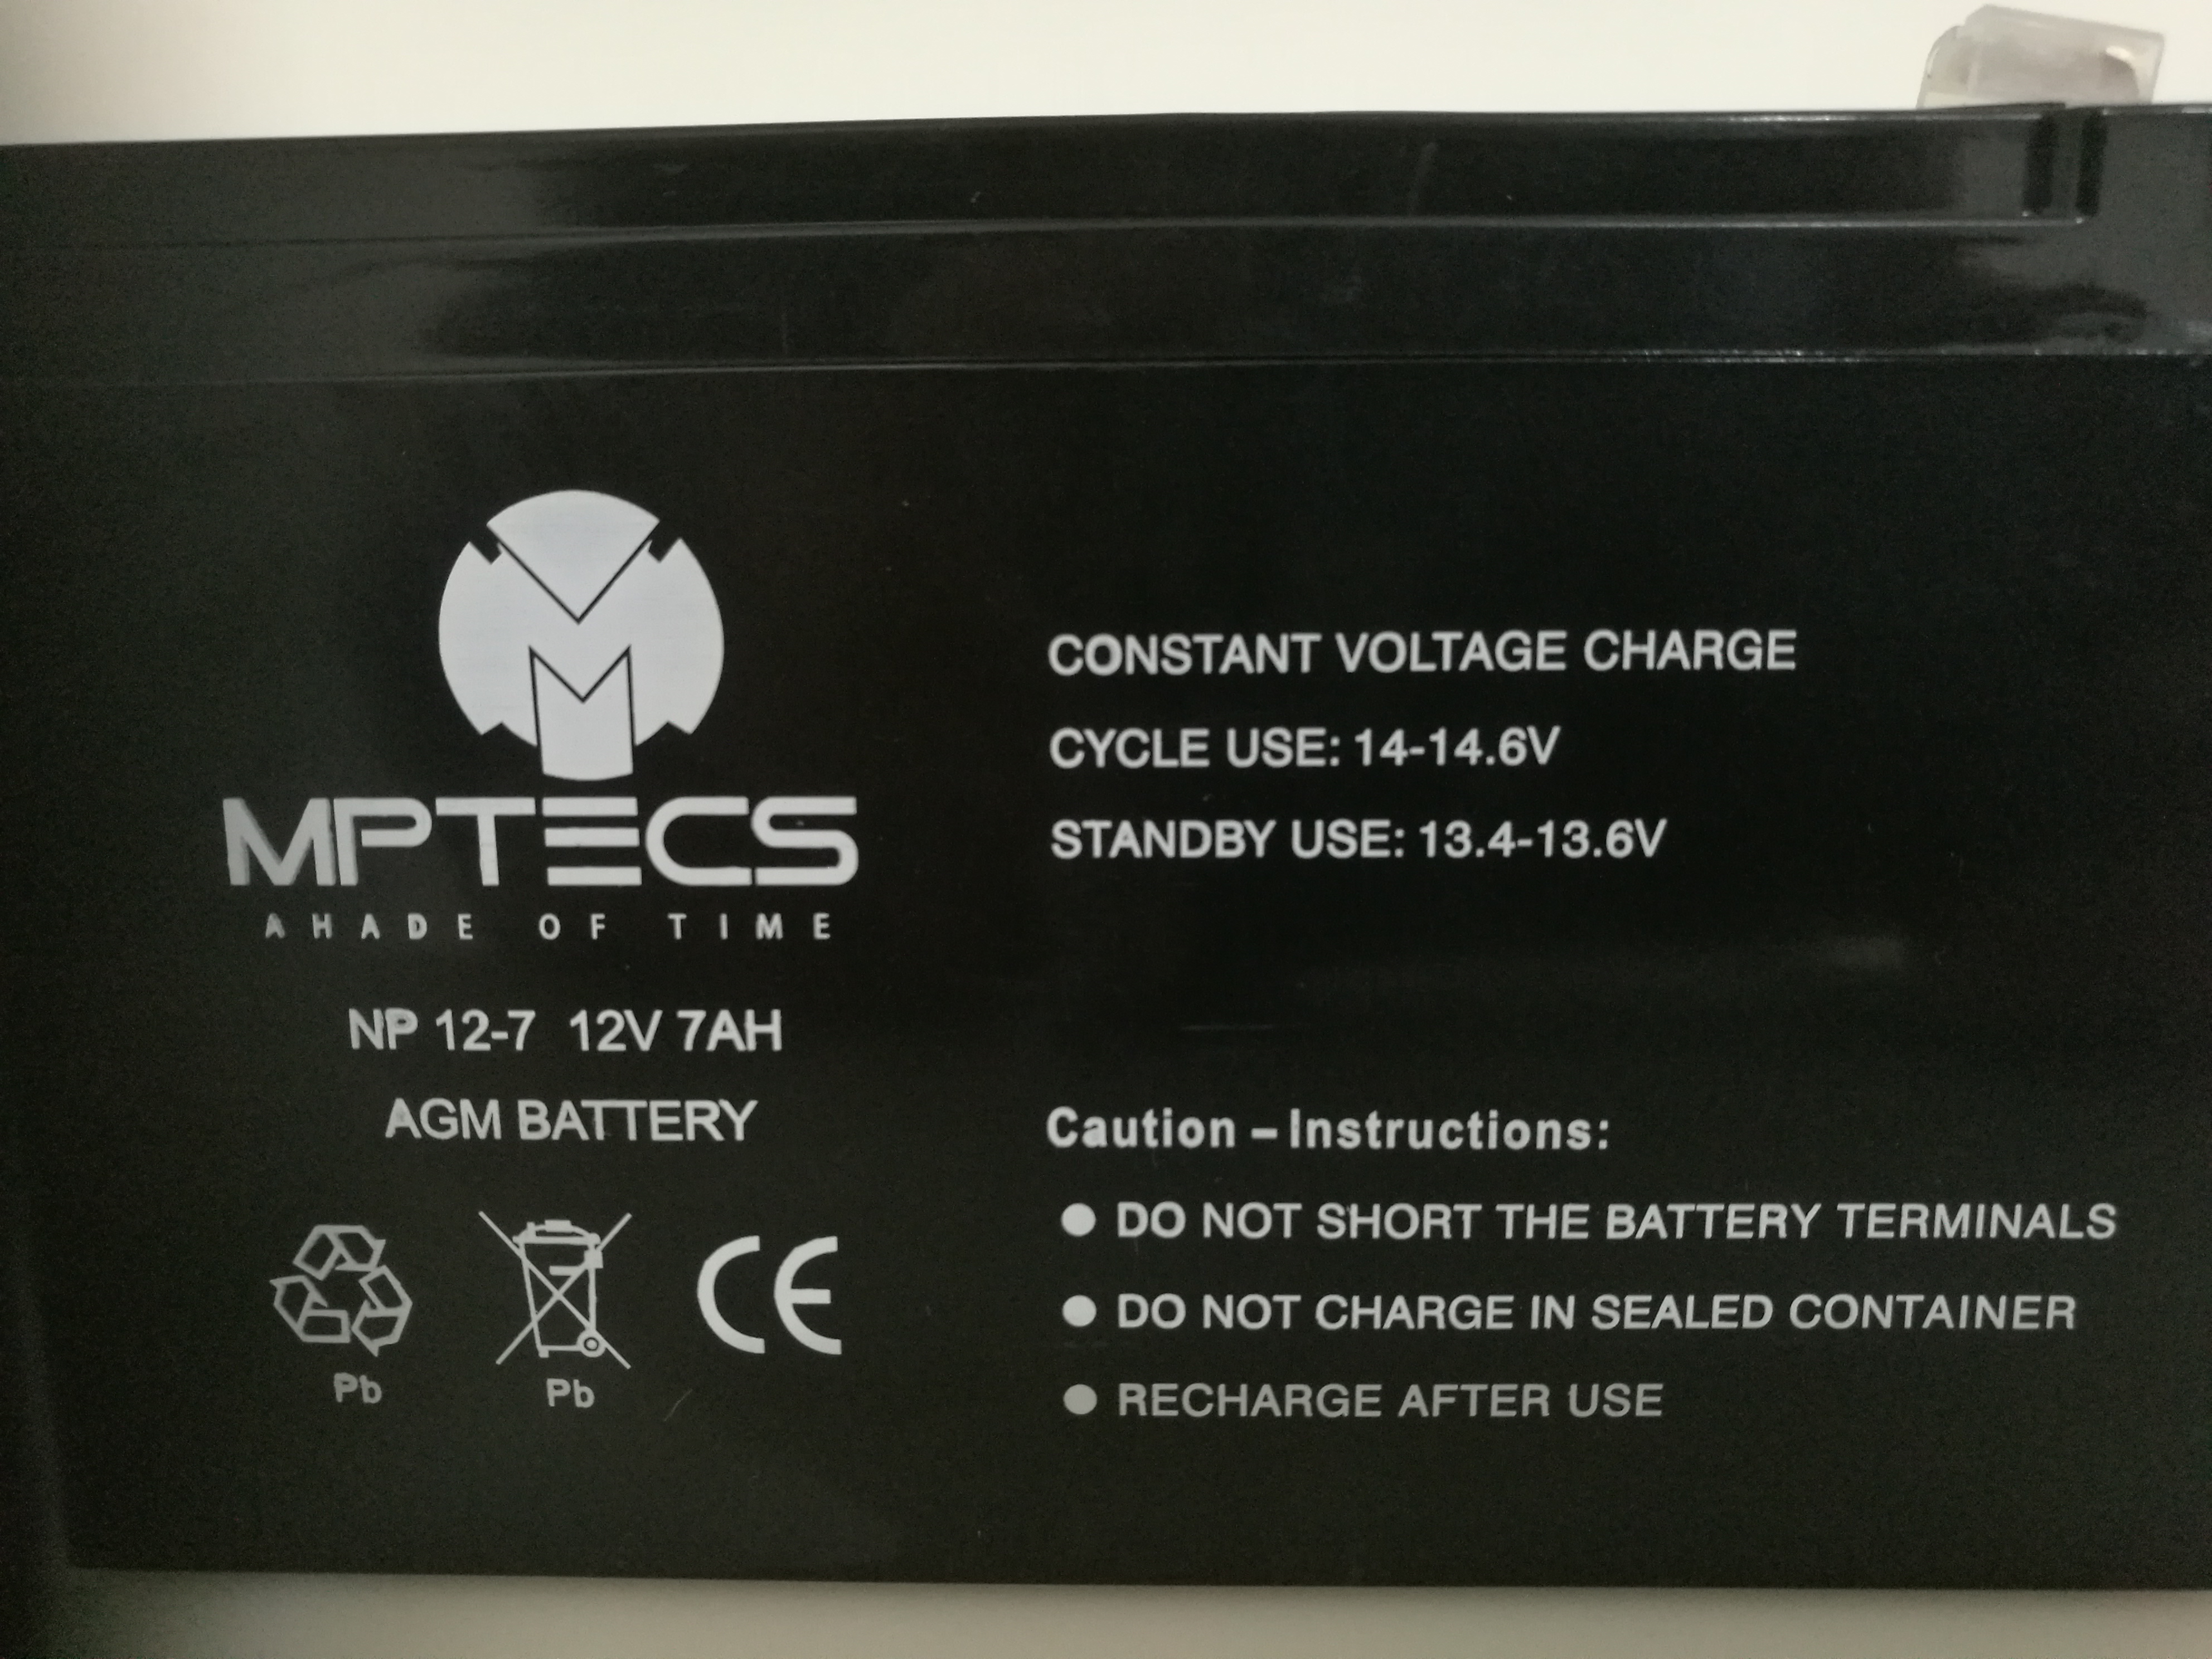 MPTECS
AHADE OF TIME
NP 12-7 12V 7AH
AGM BATTERY
Pb
Pb
CE
CONSTANT VOLTAGE CHARGE
CYCLE USE: 14-14.6V
STANDBY USE: 13.4-13.6V
Caution – Instructions:
● DO NOT SHORT THE BATTERY TERMINALS
● DO NOT CHARGE IN SEALED CONTAINER
● RECHARGE AFTER USE